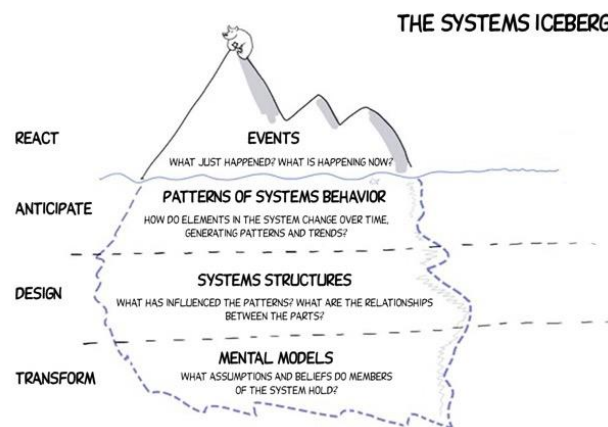 THE SYSTEMS ICEBERG
REACT
EVENTS
WHAT JUST HAPPENED? WHAT IS HAPPENING NOW?
ANTICIPATE
PATTERNS OF SYSTEMS BEHAVIOR
HOW DO ELEMENTS IN THE SYSTEM CHANGE OVER TIME,
GENERATING PATTERNS AND TRENDS?
DESIGN
SYSTEMS STRUCTURES
WHAT HAS INFLUENCED THE PATTERNS? WHAT ARE THE RELATIONSHIPS
BETWEEN THE PARTS?
TRANSFORM
MENTAL MODELS
WHAT ASSUMPTIONS AND BELIEFS DO MEMBERS
OF THE SYSTEM HOLD?